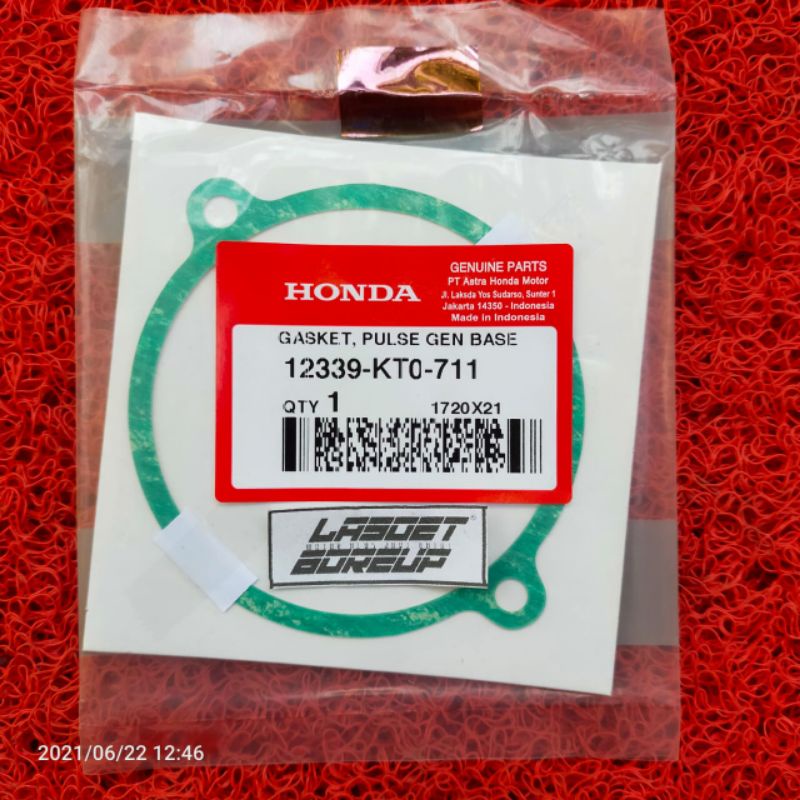 HONDA
GENUINE PARTS
PT Astra Honda Motor
Jl. Laksda Yos Sudarso, Sunter 1
Jakarta 14350 - Indonesia
Made in Indonesia
GASKET, PULSE GEN BASE
12339-KT0-711
QTY 1 1720X21
LASDET
BOREUP
2021/06/22 12:46